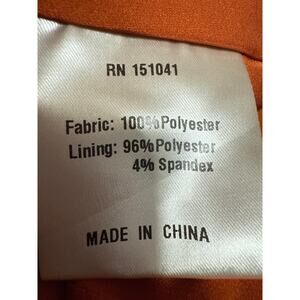 RN 151041
Fabric: 100%Polyester
Lining: 96%Polyester
4% Spandex
MADE IN CHINA